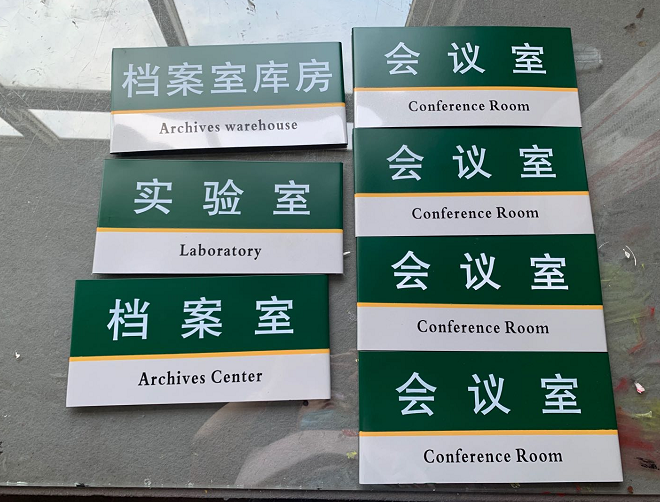 档案室库房
Archives warehouse
实验室
Laboratory
档案室
Archives Center
会议室
Conference Room
会议室
Conference Room
会议室
Conference Room
会议室
Conference Room